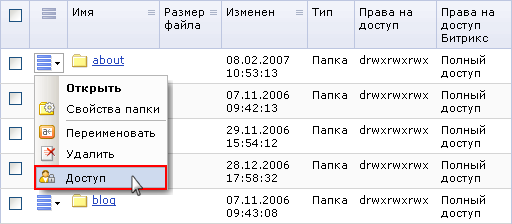 Имя Размер файла Изменен Тип Права на доступ Права на доступ Битрикс
about 08.02.2007 10:53:13 Папка drwxrwxrwx Полный доступ
Открыть
07.11.2006 09:42:13 Папка drwxrwxrwx Полный доступ
Свойства папки
Переименовать
29.11.2006 15:54:12 Папка drwxrwxrwx Полный доступ
Удалить
28.12.2006 17:58:32 Папка drwxrwxrwx Полный доступ
Доступ
blog 07.11.2006 09:43:08 Папка drwxrwxrwx Полный доступ